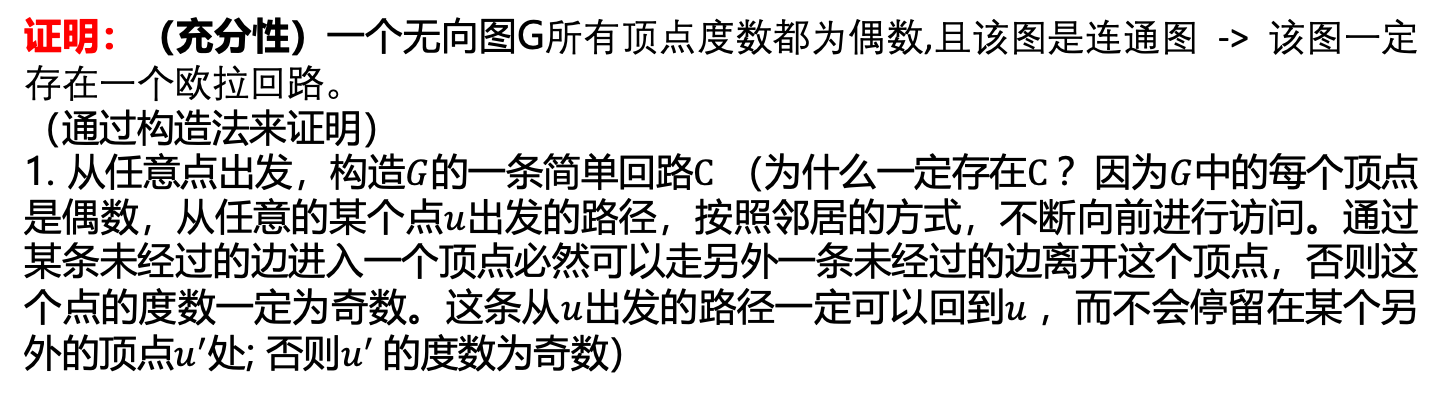 证明：（充分性）一个无向图G所有顶点度数都为偶数,且该图是连通图 -> 该图一定
存在一个欧拉回路。
（通过构造法来证明）
1. 从任意点出发，构造𝐺的一条简单回路C （为什么一定存在C？因为𝐺中的每个顶点
是偶数，从任意的某个点𝑢出发的路径，按照邻居的方式，不断向前进行访问。通过
某条未经过的边进入一个顶点必然可以走另外一条未经过的边离开这个顶点，否则这
个点的度数一定为奇数。这条从𝑢出发的路径一定可以回到𝑢 ，而不会停留在某个另
外的顶点𝑢′处; 否则𝑢′ 的度数为奇数）